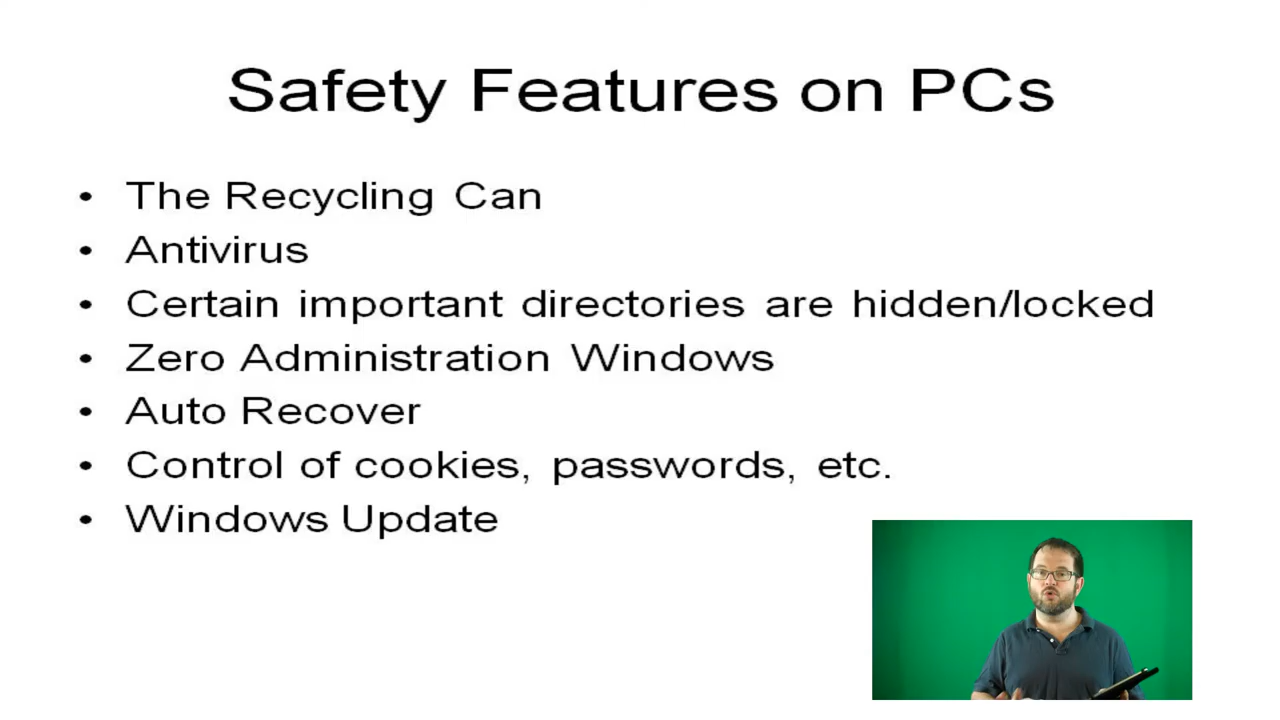 Safety Features on PCs
• The Recycling Can
• Antivirus
• Certain important directories are hidden/locked
• Zero Administration Windows
• Auto Recover
• Control of cookies, passwords, etc.
• Windows Update